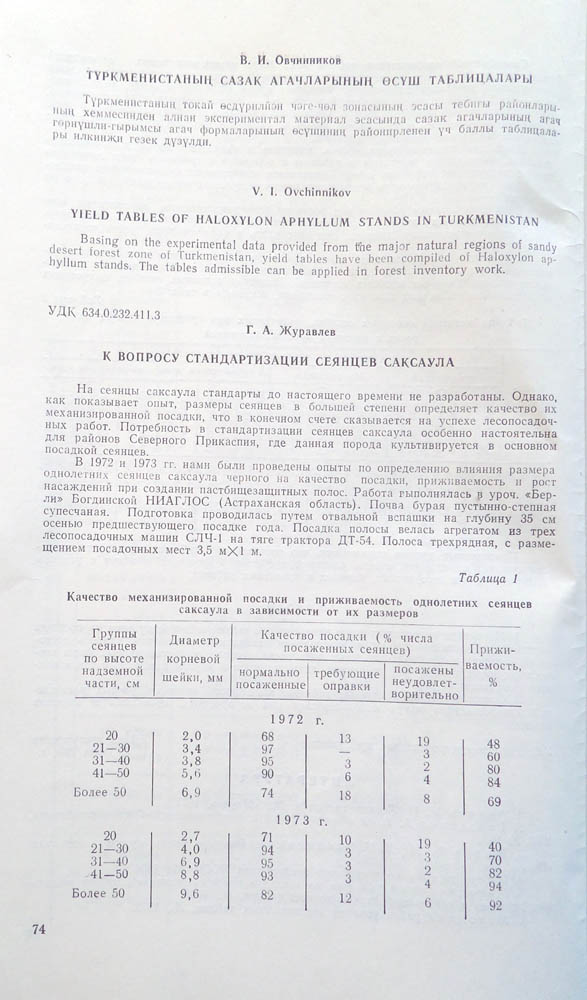 В. И. Овчинников
ТҮРКМЕНИСТАНЫҢ САЗАК АГАЧЛАРЫНЫҢ ӨСҮШ ТАБЛИЦАЛАРЫ
Түркменистаның токай өсдүрилйән чәге-чөл зонасының эсасы тебигы районлары-
ның хеммесинден алнан экспериментал материал эсасында сазак агачларының агач
гөрнүшли-гырымсы агач формаларының өсүшиниң районирленен үч баллы таблицала-
ры илкинжи гезек дүзүлди.
V. I. Ovchinnikov
YIELD TABLES OF HALOXYLON APHYLLUM STANDS IN TURKMENISTAN
Basing on the experimental data provided from the major natural regions of sandy
desert forest zone of Turkmenistan, yield tables have been compiled of Haloxylon ap-
hyllum stands. The tables admissible can be applied in forest inventory work.
УДК 634.0.232.411.3
Г. А. Журавлев
К ВОПРОСУ СТАНДАРТИЗАЦИИ СЕЯНЦЕВ САКСАУЛА
На сеянцы саксаула стандарты до настоящего времени не разработаны. Однако,
как показывает опыт, размеры сеянцев в большей степени определяет качество их
механизированной посадки, что в конечном счете сказывается на успехе лесопосадоч-
ных работ. Потребность в стандартизации сеянцев саксаула особенно настоятельна
для районов Северного Прикаспия, где данная порода культивируется в основном
посадкой сеянцев.
В 1972 и 1973 гг. нами были проведены опыты по определению влияния размера
однолетних сеянцев саксаула черного на качество посадки, приживаемость и рост
насаждений при создании пастбищезащитных полос. Работа выполнялась в уроч. «Бер-
ли» Богдинской НИАГЛОС (Астраханская область). Почва бурая пустынно-степная
супесчаная. Подготовка проводилась путем отвальной вспашки на глубину 35 см
осенью предшествующего посадке года. Посадка полосы велась агрегатом из трех
лесопосадочных машин СЛЧ-1 на тяге трактора ДТ-54. Полоса трехрядная, с разме-
щением посадочных мест 3,5 м×1 м.
Таблица 1
Качество механизированной посадки и приживаемость однолетних сеянцев
саксаула в зависимости от их размеров
Группы сеянцев по высоте надземной части, см
Диаметр корневой шейки, мм
Качество посадки (% числа посаженных сеянцев)
Прижи-ваемость, %
нормально посаженные
требующие оправки
посажены неудовлет-ворительно
1972 г.
20 2,0 68 13 19 48
21—30 3,4 97 — 3 60
31—40 3,8 95 3 2 80
41—50 5,6 90 6 4 84
Более 50 6,9 74 18 8 69
1973 г.
20 2,7 71 10 19 40
21—30 4,0 94 3 3 70
31—40 6,9 95 3 2 82
41—50 8,8 93 3 4 94
Более 50 9,6 82 12 6 92
74